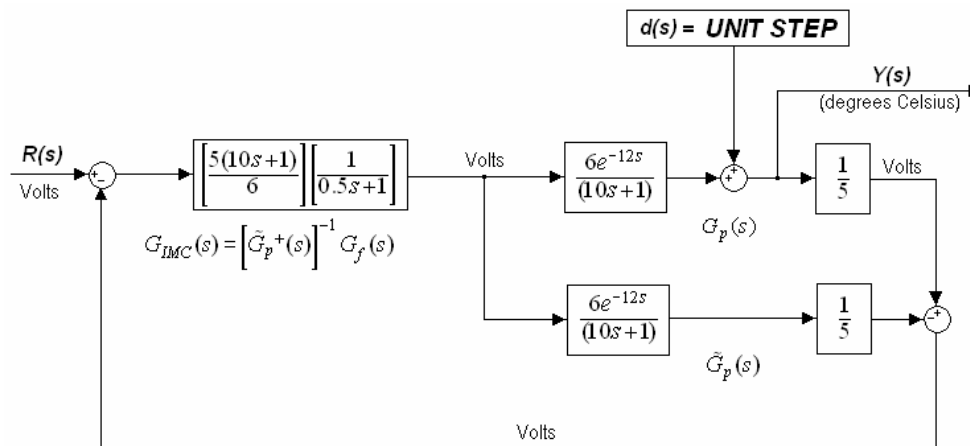 d(s) = UNIT STEP
Y(s)
(degrees Celsius)
R(s)
Volts
+
-
[5(10s+1)/6][1/(0.5s+1)]
G_IMC(s) = [G̃_p⁺(s)]⁻¹ G_f(s)
Volts
6e^{-12s}/(10s+1)
+
+
G_p(s)
1/5
Volts
6e^{-12s}/(10s+1)
G̃_p(s)
1/5
-
+
Volts